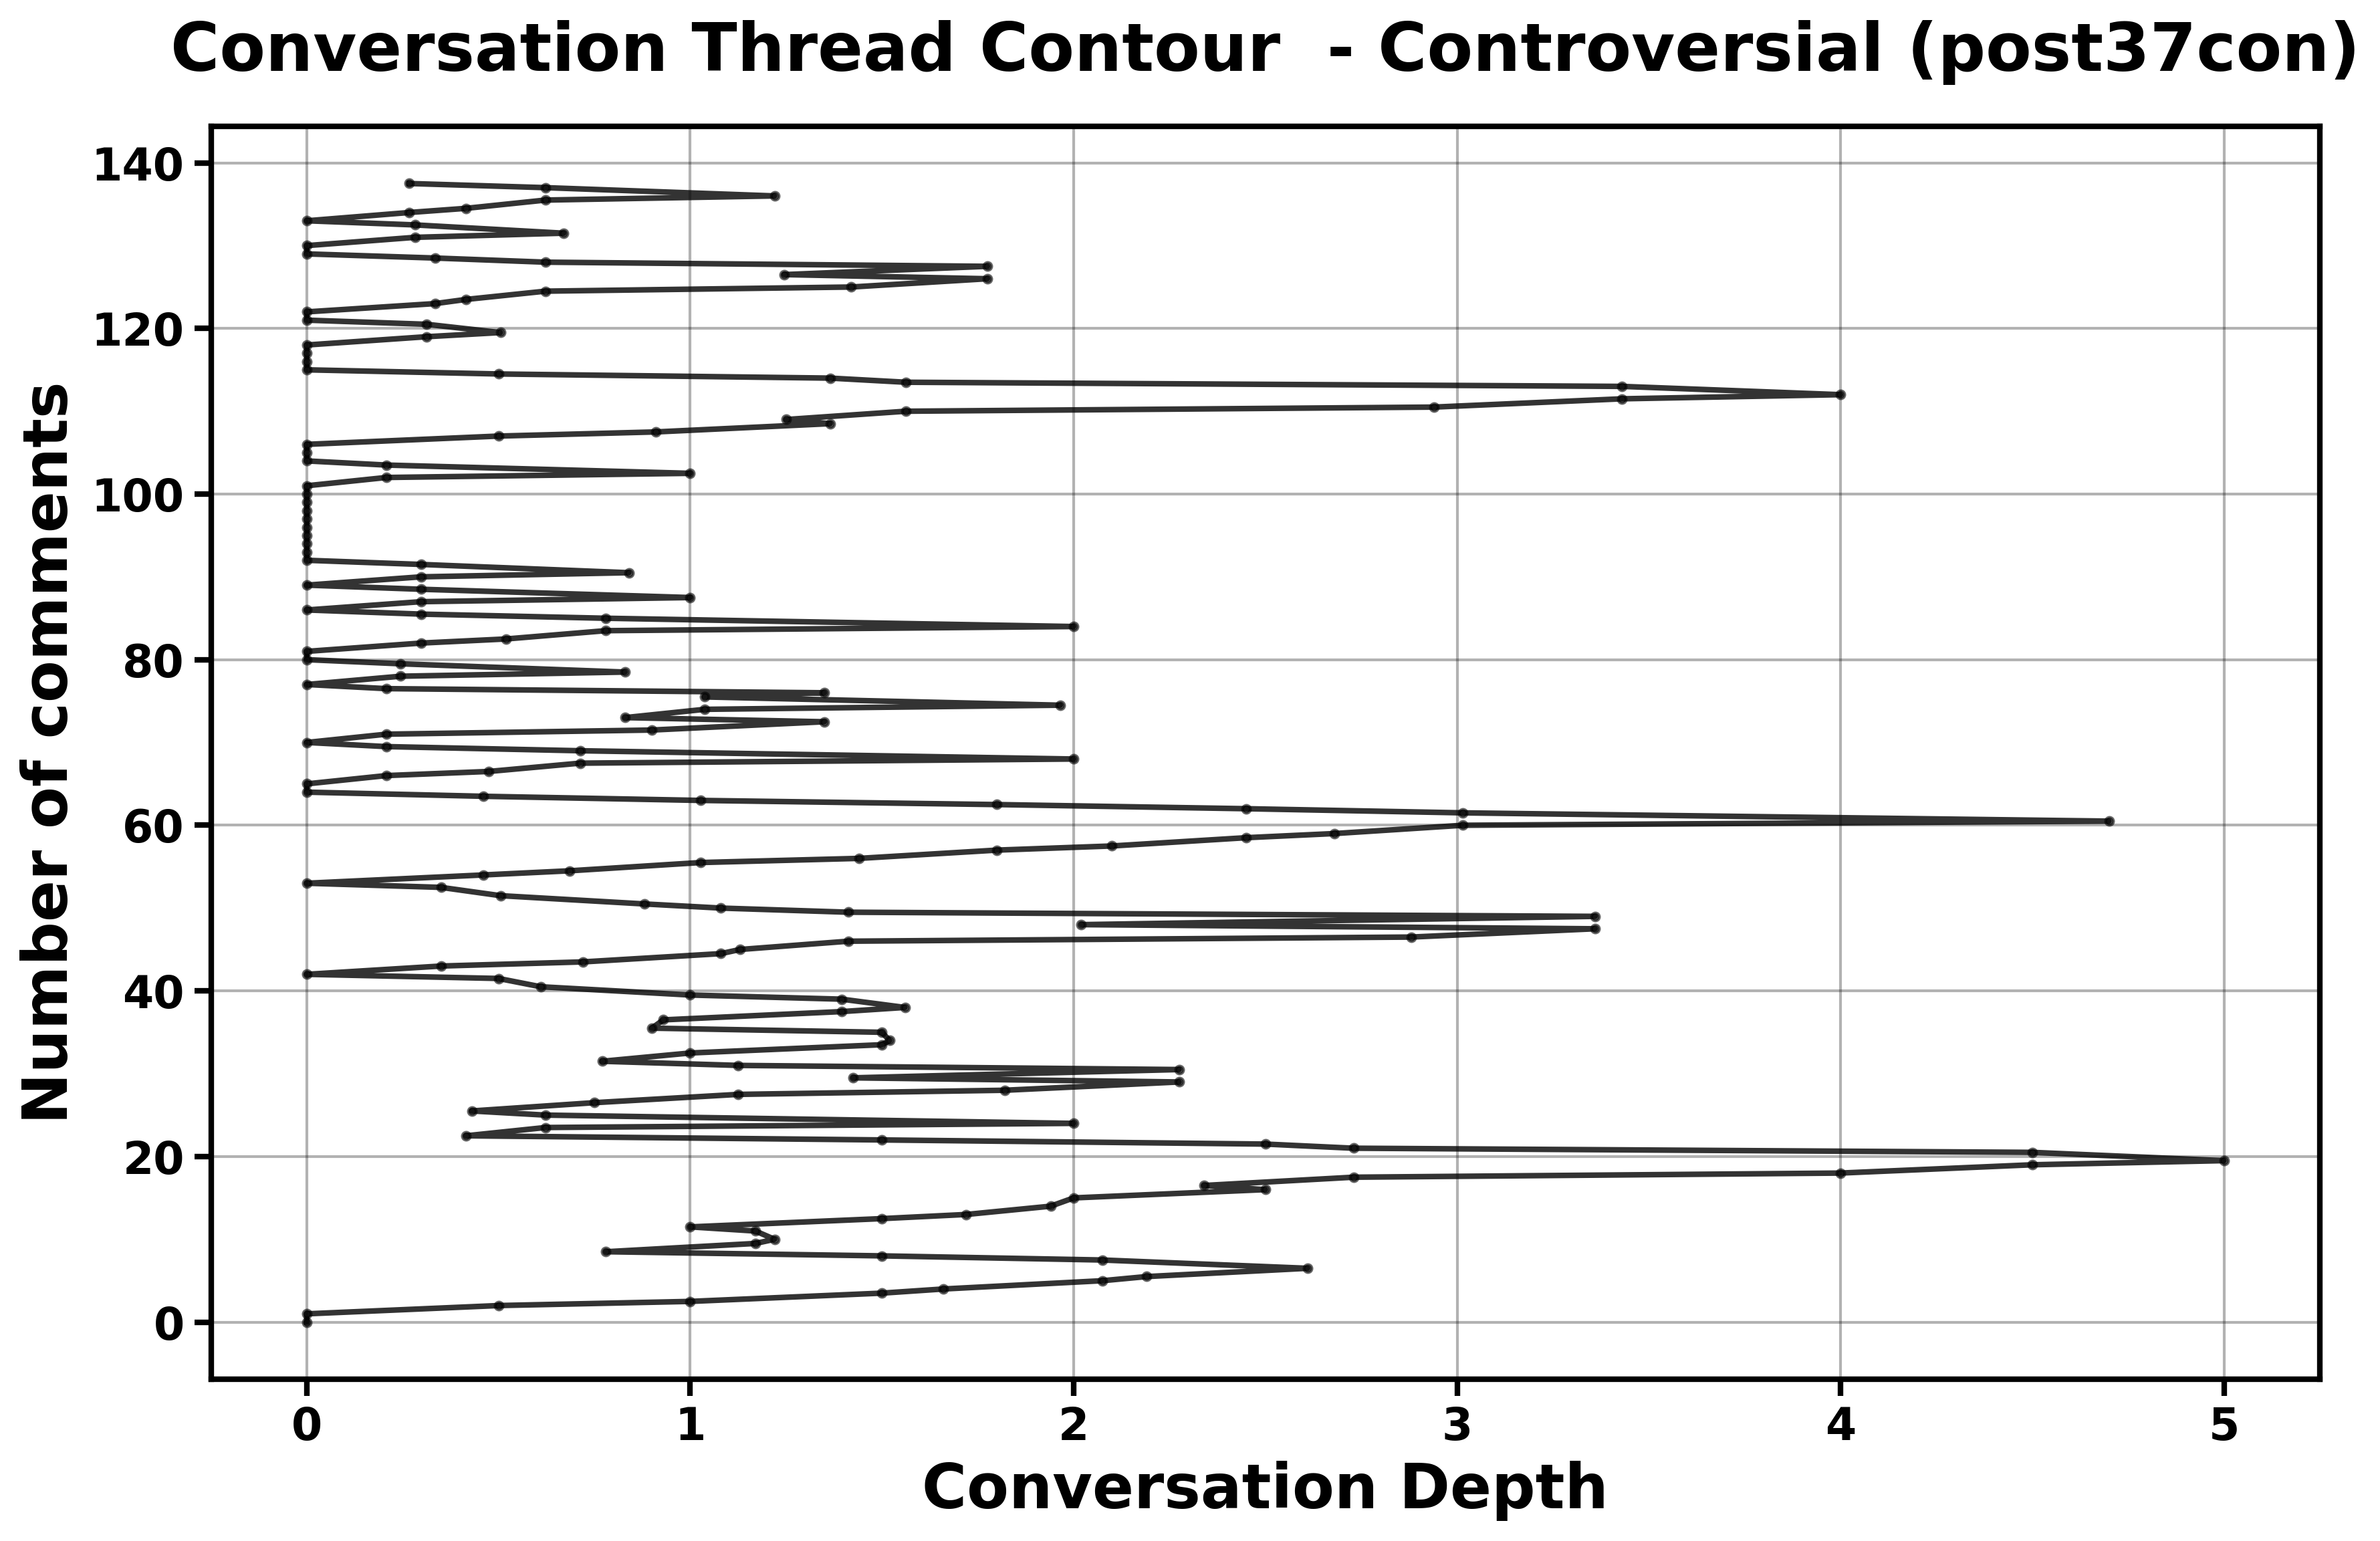 Conversation Thread Contour  - Controversial (post37con)
Number of comments
140
120
100
80
60
40
20
0
0 1 2 3 4 5
Conversation Depth